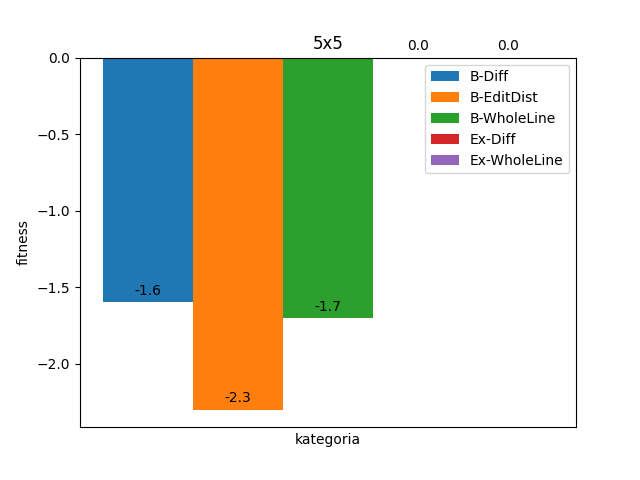 5x5
0.0
0.0
0.0
−0.5
−1.0
−1.5
−2.0
fitness
-1.6
-2.3
-1.7
B-Diff
B-EditDist
B-WholeLine
Ex-Diff
Ex-WholeLine
kategoria